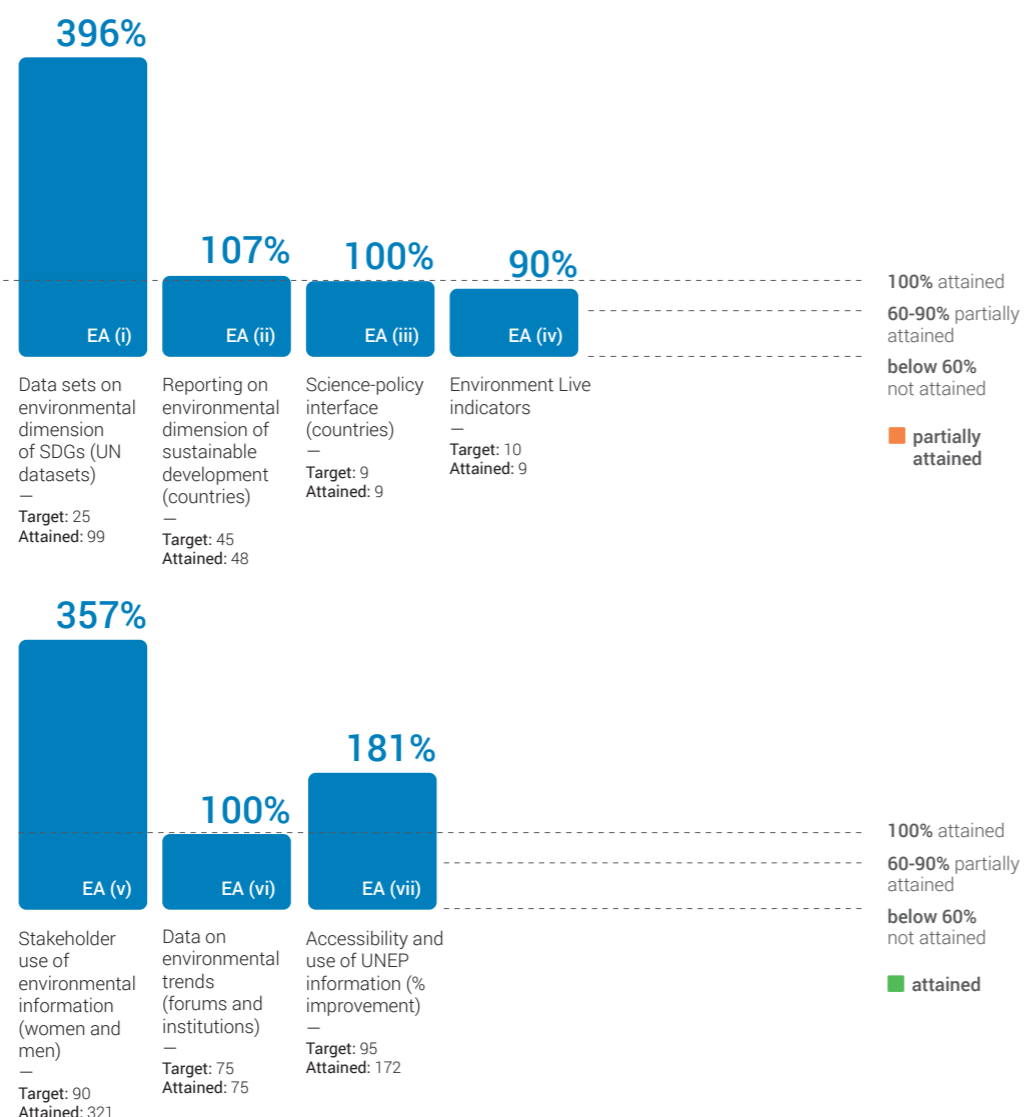 396%
107%
100%
90%
EA (i)
EA (ii)
EA (iii)
EA (iv)
100% attained
60-90% partially
attained
below 60%
not attained
partially
attained
Data sets on
environmental
dimension
of SDGs (UN
datasets)
—
Target: 25
Attained: 99
Reporting on
environmental
dimension of
sustainable
development
(countries)
—
Target: 45
Attained: 48
Science-policy
interface
(countries)
—
Target: 9
Attained: 9
Environment Live
indicators
—
Target: 10
Attained: 9
357%
100%
181%
EA (v)
EA (vi)
EA (vii)
100% attained
60-90% partially
attained
below 60%
not attained
attained
Stakeholder
use of
environmental
information
(women and
men)
—
Target: 90
Attained: 321
Data on
environmental
trends
(forums and
institutions)
—
Target: 75
Attained: 75
Accessibility and
use of UNEP
information (%
improvement)
—
Target: 95
Attained: 172